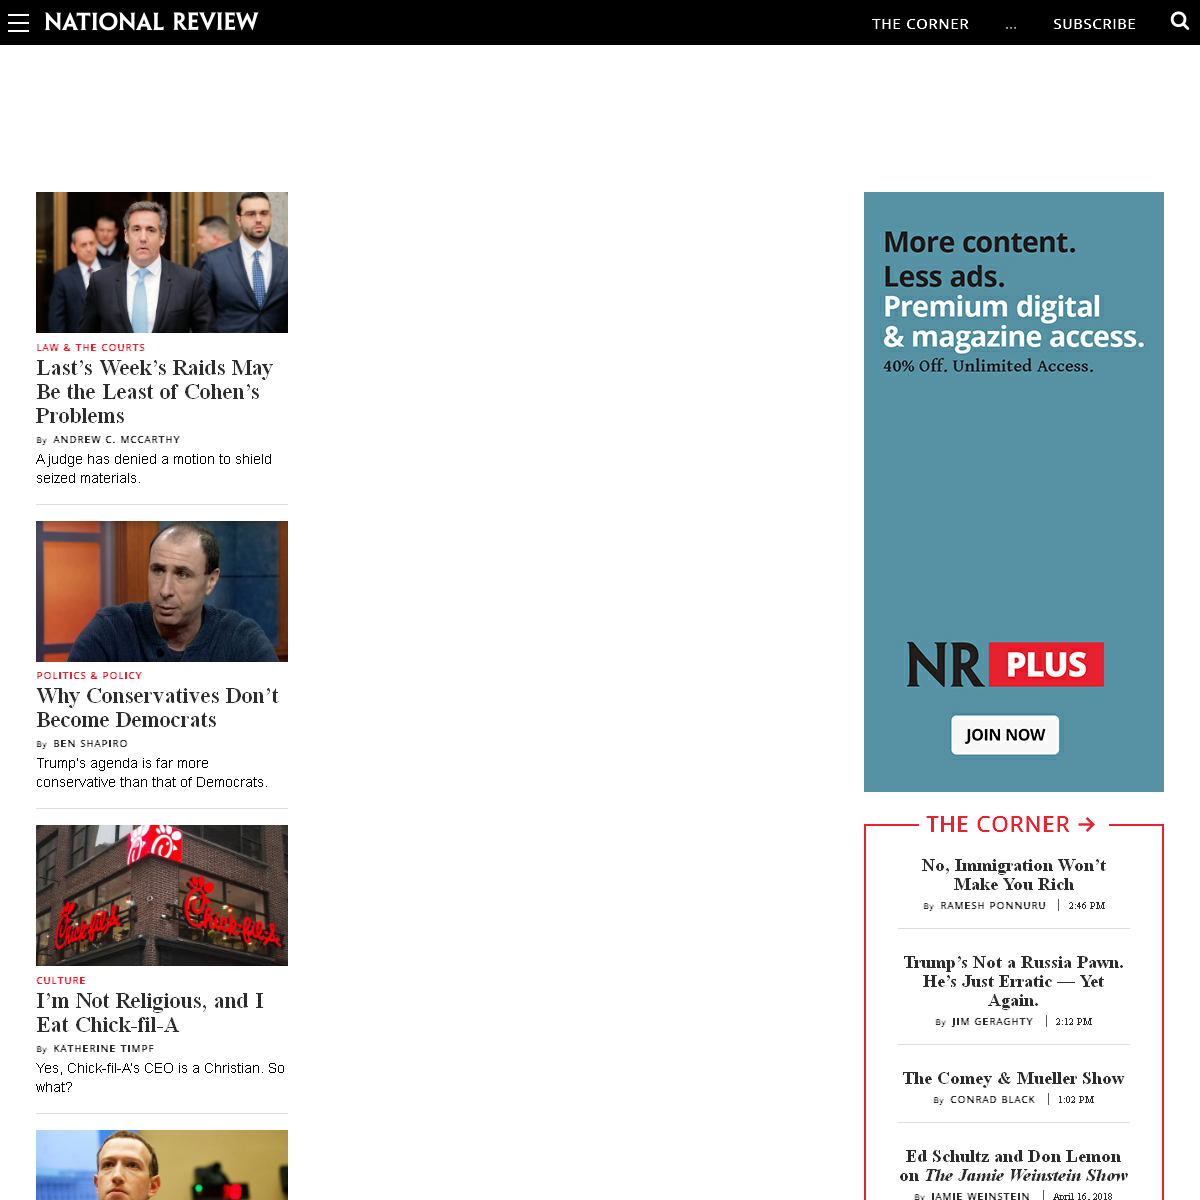 NATIONAL REVIEW
THE CORNER
...
SUBSCRIBE
LAW & THE COURTS
Last’s Week’s Raids May
Be the Least of Cohen’s
Problems
By ANDREW C. MCCARTHY
A judge has denied a motion to shield
seized materials.
POLITICS & POLICY
Why Conservatives Don’t
Become Democrats
By BEN SHAPIRO
Trump's agenda is far more
conservative than that of Democrats.
Chick-fil-A
Chick-fil-A
CULTURE
I’m Not Religious, and I
Eat Chick-fil-A
By KATHERINE TIMPF
Yes, Chick-fil-A's CEO is a Christian. So
what?
More content.
Less ads.
Premium digital
& magazine access.
40% Off. Unlimited Access.
NR PLUS
JOIN NOW
THE CORNER →
No, Immigration Won’t
Make You Rich
By RAMESH PONNURU | 2:46 PM
Trump’s Not a Russia Pawn.
He’s Just Erratic — Yet
Again.
By JIM GERAGHTY | 2:12 PM
The Comey & Mueller Show
By CONRAD BLACK | 1:02 PM
Ed Schultz and Don Lemon
on The Jamie Weinstein Show
By JAMIE WEINSTEIN | April 16, 2018